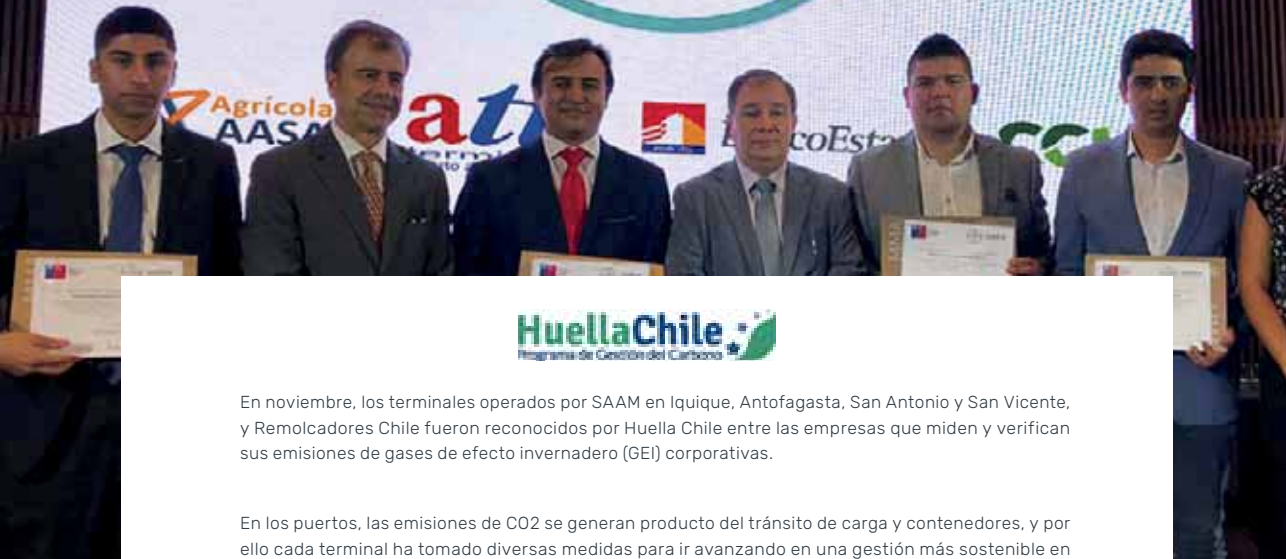 Agrícola
AASA
HuellaChile
Programa de Gestión del Carbono
En noviembre, los terminales operados por SAAM en Iquique, Antofagasta, San Antonio y San Vicente,
y Remolcadores Chile fueron reconocidos por Huella Chile entre las empresas que miden y verifican
sus emisiones de gases de efecto invernadero (GEI) corporativas.
En los puertos, las emisiones de CO2 se generan producto del tránsito de carga y contenedores, y por
ello cada terminal ha tomado diversas medidas para ir avanzando en una gestión más sostenible en